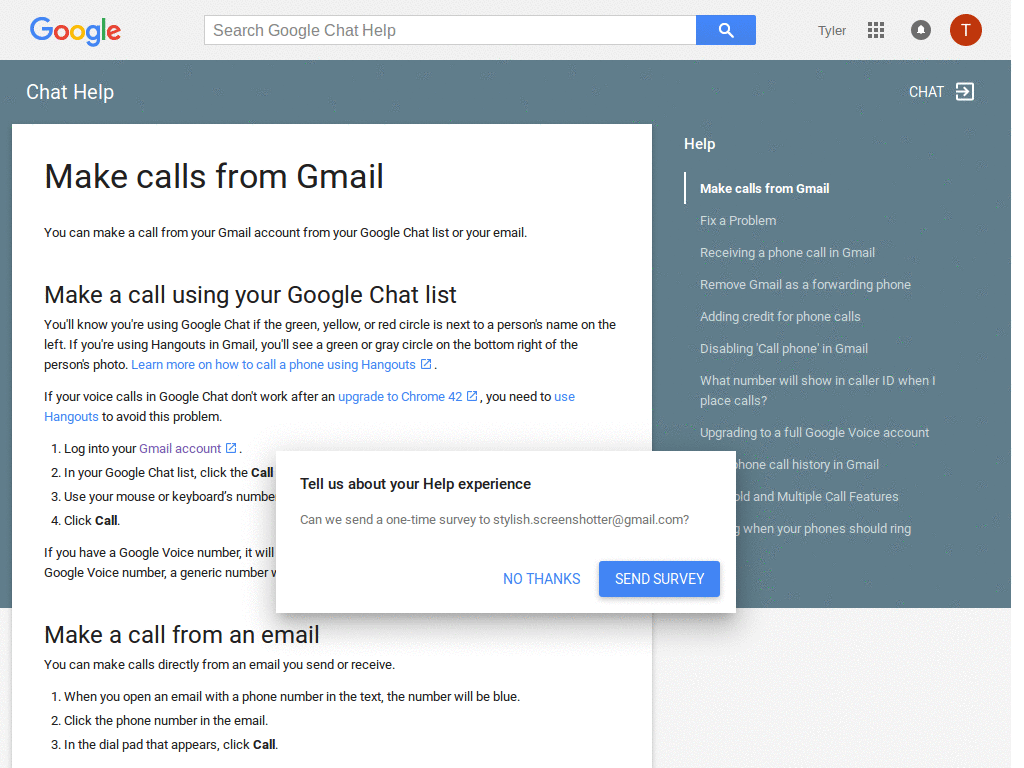 Google
Search Google Chat Help
Tyler
T
Chat Help
CHAT
Make calls from Gmail
You can make a call from your Gmail account from your Google Chat list or your email.
Make a call using your Google Chat list
You'll know you're using Google Chat if the green, yellow, or red circle is next to a person's name on the
left. If you're using Hangouts in Gmail, you'll see a green or gray circle on the bottom right of the
person's photo. Learn more on how to call a phone using Hangouts.
If your voice calls in Google Chat don't work after an upgrade to Chrome 42, you need to use
Hangouts to avoid this problem.
1. Log into your Gmail account.
2. In your Google Chat list, click the Call
3. Use your mouse or keyboard's numbe
4. Click Call.
If you have a Google Voice number, it will
Google Voice number, a generic number
Tell us about your Help experience
Can we send a one-time survey to stylish.screenshotter@gmail.com?
NO THANKS
SEND SURVEY
Make a call from an email
You can make calls directly from an email you send or receive.
1. When you open an email with a phone number in the text, the number will be blue.
2. Click the phone number in the email.
3. In the dial pad that appears, click Call.
Help
Make calls from Gmail
Fix a Problem
Receiving a phone call in Gmail
Remove Gmail as a forwarding phone
Adding credit for phone calls
Disabling 'Call phone' in Gmail
What number will show in caller ID when I
place calls?
Upgrading to a full Google Voice account
phone call history in Gmail
old and Multiple Call Features
g when your phones should ring